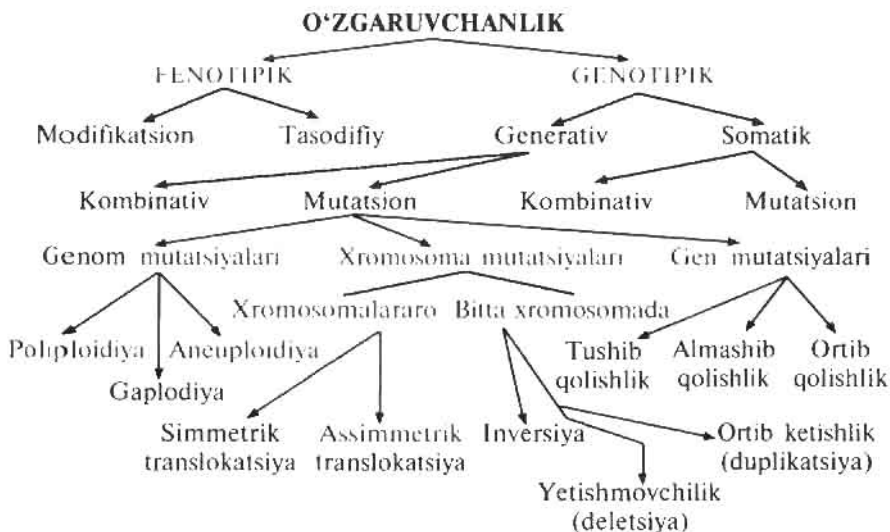 O‘ZGARUVCHANLIK
FENOTIPIK GENOTIPIK
Modifikatsion Tasodifiy Generativ Somatik
Kombinativ Mutatsion Kombinativ Mutatsion
Genom mutatsiyalari Xromosoma mutatsiyalari Gen mutatsiyalari
Xromosomalararo Bitta xromosomada
Poliploidiya Aneuploidiya Tushib qolishlik Almashib qolishlik Ortib qolishlik
Gaplodiya
Simmetrik translokatsiya Assimmetrik translokatsiya Inversiya Ortib ketishlik (duplikatsiya)
Yetishmovchilik
(deletsiya)